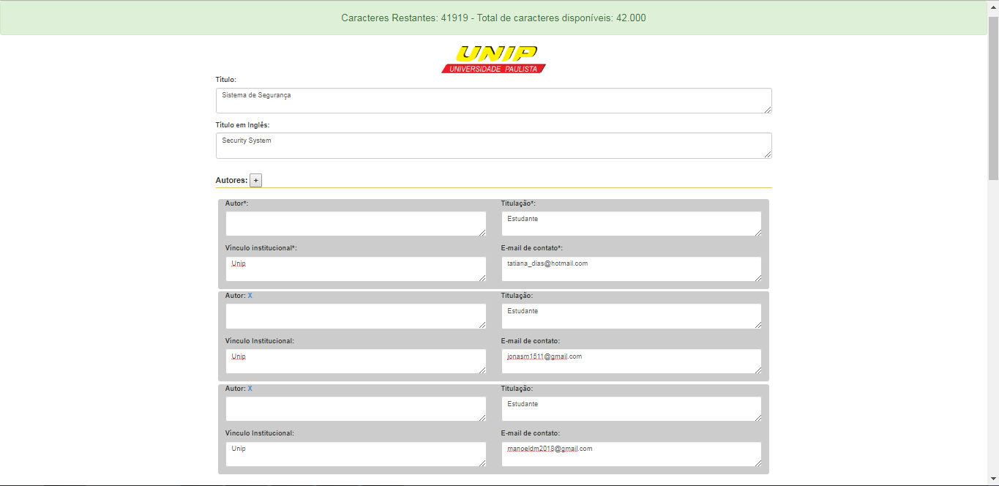 Caracteres Restantes: 41919 - Total de caracteres disponíveis: 42.000
UNIP
UNIVERSIDADE PAULISTA
Título:
Sistema de Segurança
Título em Inglês:
Security System
Autores: +
Autor*: Titulação*:
Estudante
Vínculo institucional*: E-mail de contato*:
Unip tatiana_dias@hotmail.com
Autor: X Titulação:
Estudante
Vínculo Institucional: E-mail de contato:
Unip jonasm1511@gmail.com
Autor: X Titulação:
Estudante
Vínculo Institucional: E-mail de contato:
Unip manoeldm2018@gmail.com